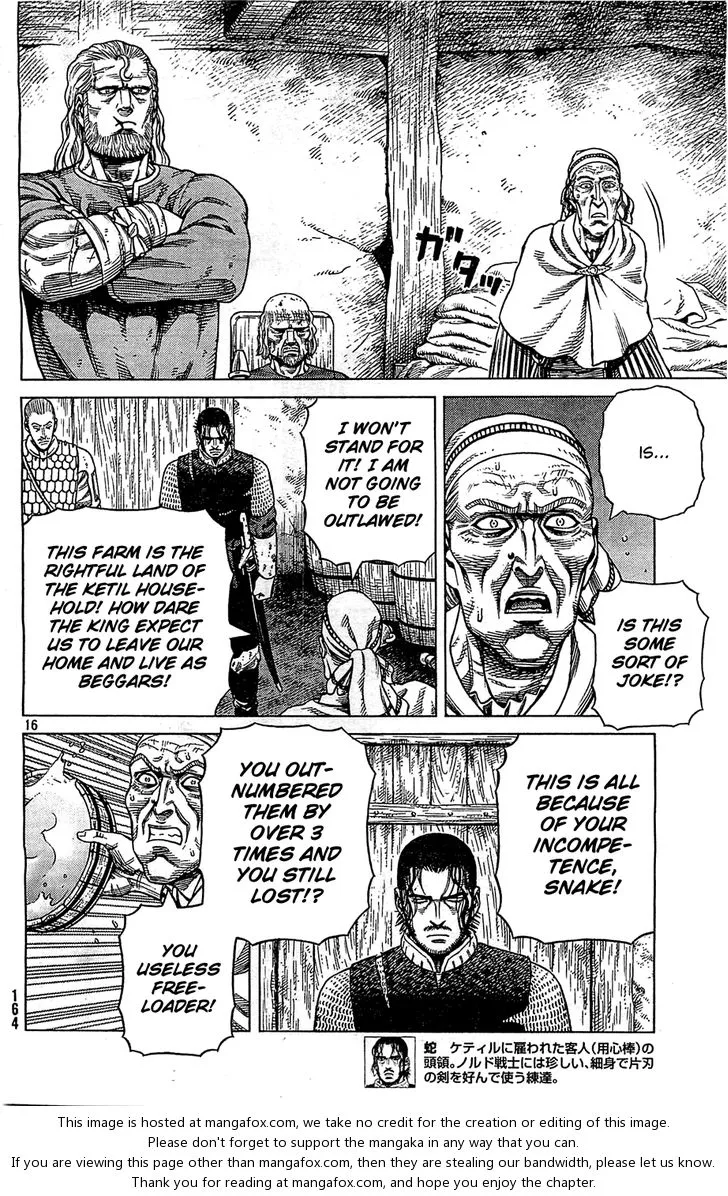 ガタッ
IS...
IS THIS
SOME
SORT OF
JOKE!?
I WON'T
STAND FOR
IT! I AM
NOT GOING
TO BE
OUTLAWED!
THIS FARM IS THE
RIGHTFUL LAND OF
THE KETIL HOUSE-
HOLD! HOW DARE
THE KING EXPECT
US TO LEAVE OUR
HOME AND LIVE AS
BEGGARS!
16
THIS IS ALL
BECAUSE
OF YOUR
INCOMPE-
TENCE,
SNAKE!
YOU OUT-
NUMBERED
THEM BY
OVER 3
TIMES AND
YOU STILL
LOST!?
YOU
USELESS
FREE-
LOADER!
164
蛇 ケティルに雇われた客人(用心棒)の
頭領。ノルド戦士には珍しい、細身で片刃
の剣を好んで使う練達。
This image is hosted at mangafox.com, we take no credit for the creation or editing of this image.
Please don't forget to support the mangaka in any way that you can.
If you are viewing this page other than mangafox.com, then they are stealing our bandwidth, please let us know.
Thank you for reading at mangafox.com, and hope you enjoy the chapter.